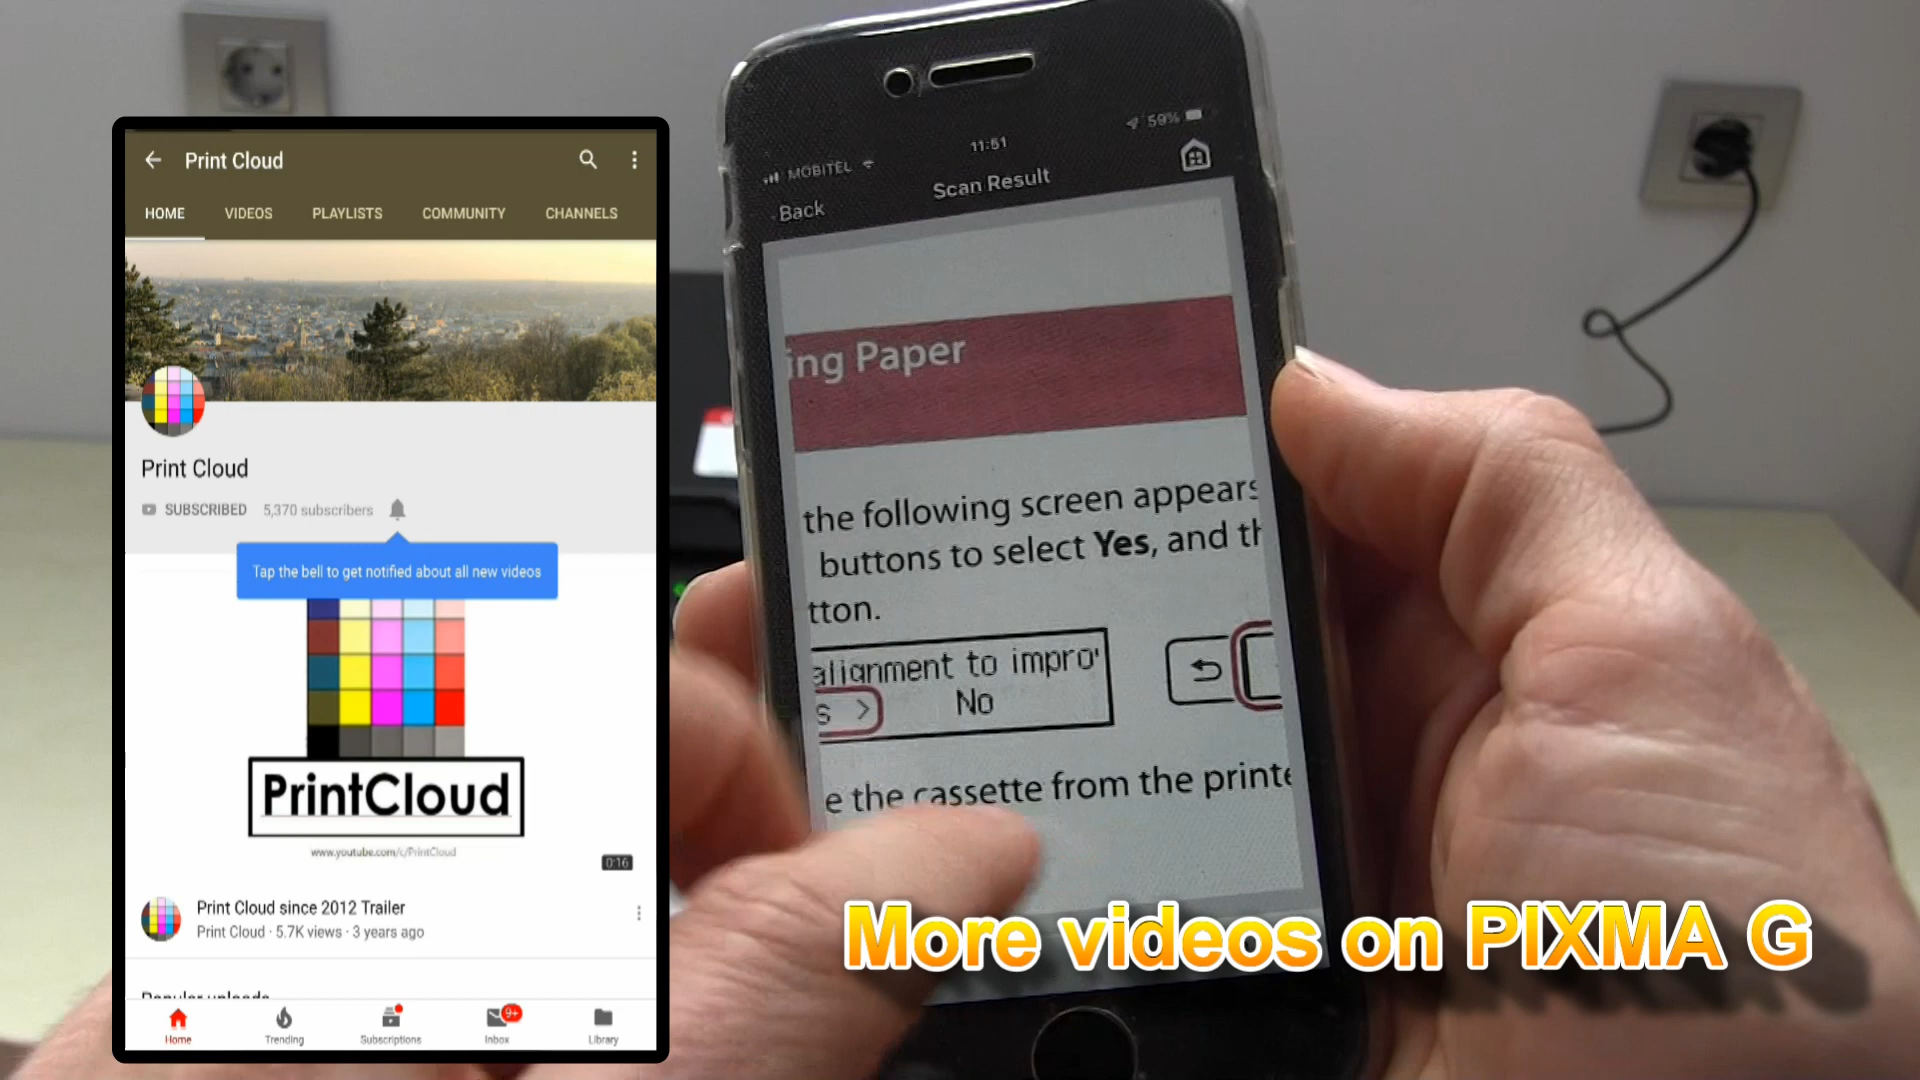 Print Cloud
HOME VIDEOS PLAYLISTS COMMUNITY CHANNELS
Print Cloud
SUBSCRIBED 5,370 subscribers
Tap the bell to get notified about all new videos
PrintCloud
www.youtube.com/c/PrintCloud
0:16
Print Cloud since 2012 Trailer
Print Cloud · 5.7K views · 3 years ago
Popular uploads
Home Trending Subscriptions 9+ Inbox Library
MOBITEL 11:51 59%
Back Scan Result
ing Paper
the following screen appears
buttons to select Yes, and th
tton.
alignment to impro
s > No
e the cassette from the printe
More videos on PIXMA G